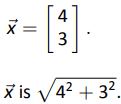 x⃗ = [ 4
3 ] .
x⃗ is √4² + 3².